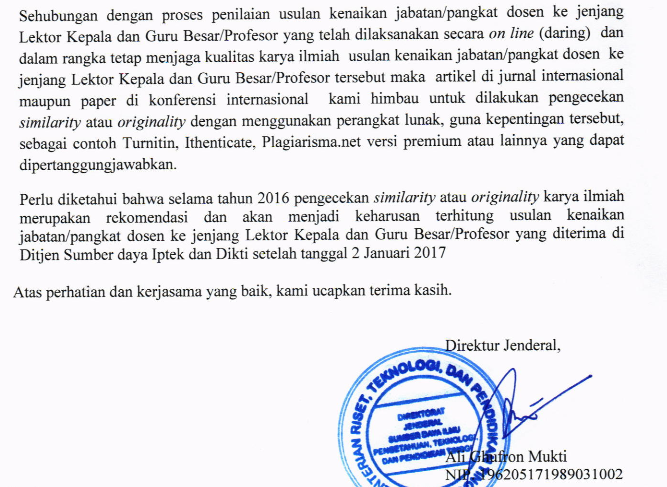 Sehubungan dengan proses penilaian usulan kenaikan jabatan/pangkat dosen ke jenjang
Lektor Kepala dan Guru Besar/Profesor yang telah dilaksanakan secara on line (daring) dan
dalam rangka tetap menjaga kualitas karya ilmiah usulan kenaikan jabatan/pangkat dosen ke
jenjang Lektor Kepala dan Guru Besar/Profesor tersebut maka artikel di jurnal internasional
maupun paper di konferensi internasional kami himbau untuk dilakukan pengecekan
similarity atau originality dengan menggunakan perangkat lunak, guna kepentingan tersebut,
sebagai contoh Turnitin, Ithenticate, Plagiarisma.net versi premium atau lainnya yang dapat
dipertanggungjawabkan.
Perlu diketahui bahwa selama tahun 2016 pengecekan similarity atau originality karya ilmiah
merupakan rekomendasi dan akan menjadi keharusan terhitung usulan kenaikan
jabatan/pangkat dosen ke jenjang Lektor Kepala dan Guru Besar/Profesor yang diterima di
Ditjen Sumber daya Iptek dan Dikti setelah tanggal 2 Januari 2017
Atas perhatian dan kerjasama yang baik, kami ucapkan terima kasih.
Direktur Jenderal,
RISET, TEKNOLOGI, DAN PENDIDIKAN
DIREKTORAT
JENDERAL
SUMBER DAYA ILMU
PENGETAHUAN, TEKNOLOGI,
DAN PENDIDIKAN TINGGI
Ali Ghufron Mukti
NIP. 196205171989031002